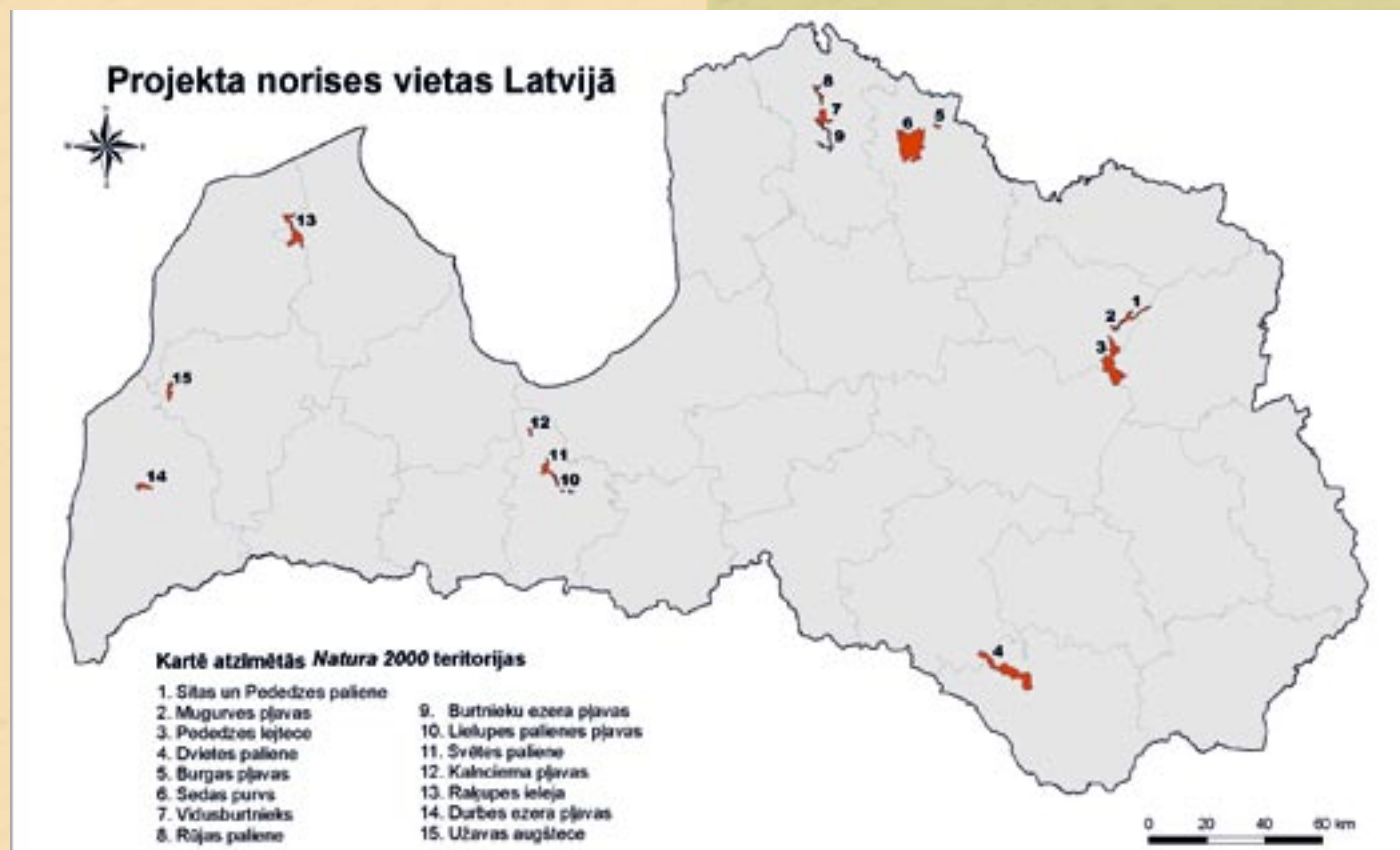 Projekta norises vietas Latvijā
8
7
9
6
5
13
1
2
3
15
12
11
10
14
4
Kartē atzīmētās Natura 2000 teritorijas
1. Sitas un Pededzes paliene
2. Mugurves pļavas
3. Pededzes lejtece
4. Dvietes paliene
5. Burgas pļavas
6. Sedas purvs
7. Vidusburtnieks
8. Rūjas paliene
9. Burtnieku ezera pļavas
10. Lielupes palienes pļavas
11. Svētes paliene
12. Kalnciema pļavas
13. Raķupes ieleja
14. Durbes ezera pļavas
15. Užavas augštece
0 20 40 60 km